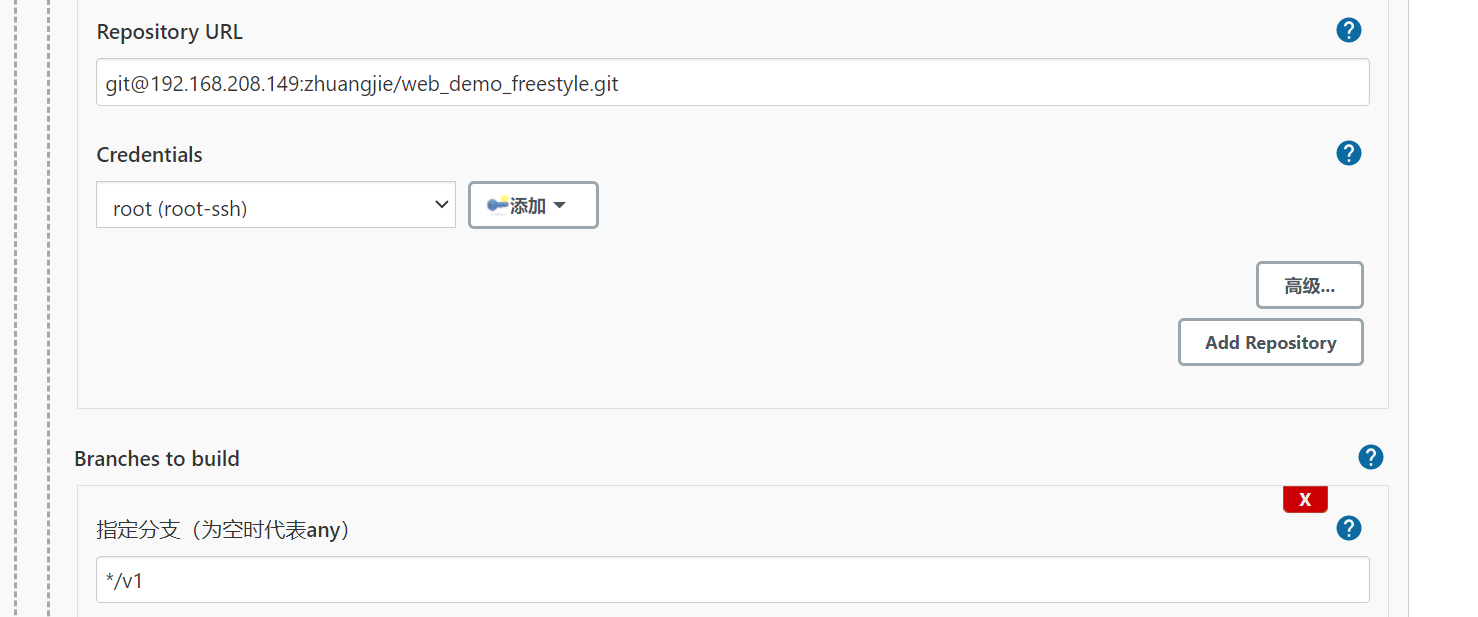 Repository URL
?
git@192.168.208.149:zhuangjie/web_demo_freestyle.git
Credentials
?
root (root-ssh)
添加
高级...
Add Repository
Branches to build
?
X
指定分支（为空时代表any）
?
*/v1